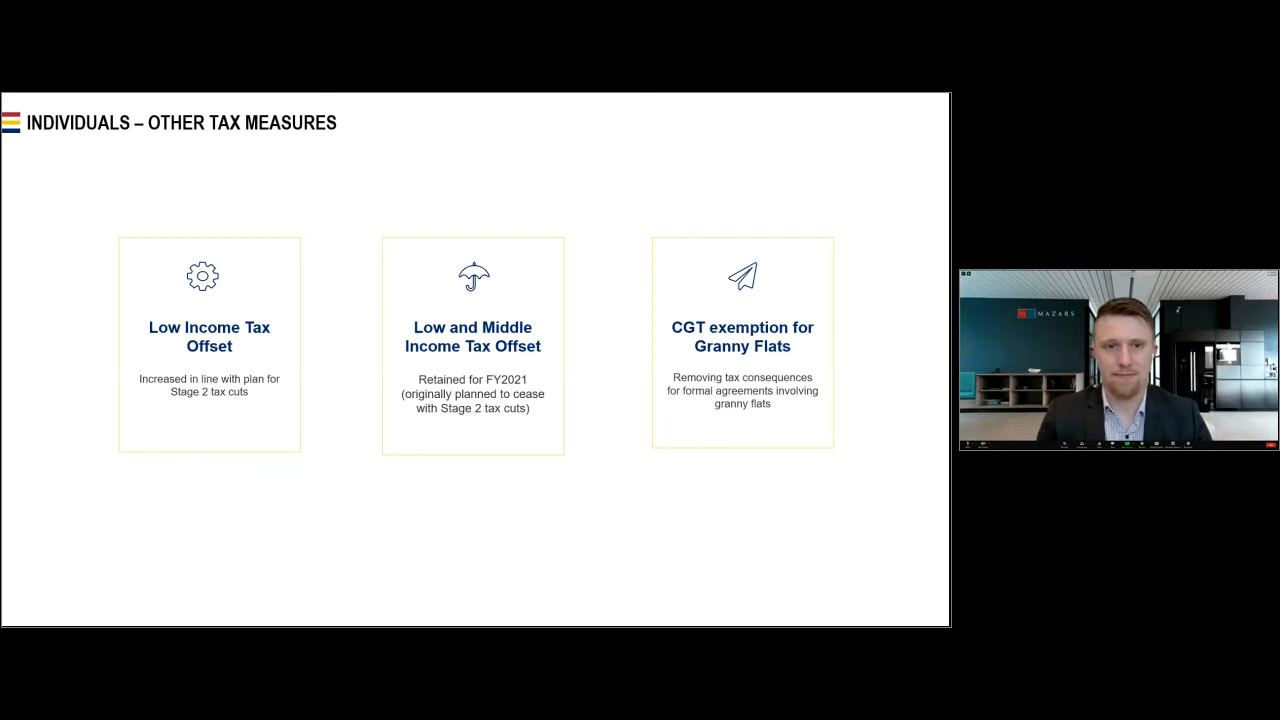 INDIVIDUALS – OTHER TAX MEASURES
Low Income Tax
Offset
Increased in line with plan for
Stage 2 tax cuts
Low and Middle
Income Tax Offset
Retained for FY2021
(originally planned to cease
with Stage 2 tax cuts)
CGT exemption for
Granny Flats
Removing tax consequences
for formal agreements involving
granny flats
MAZARS